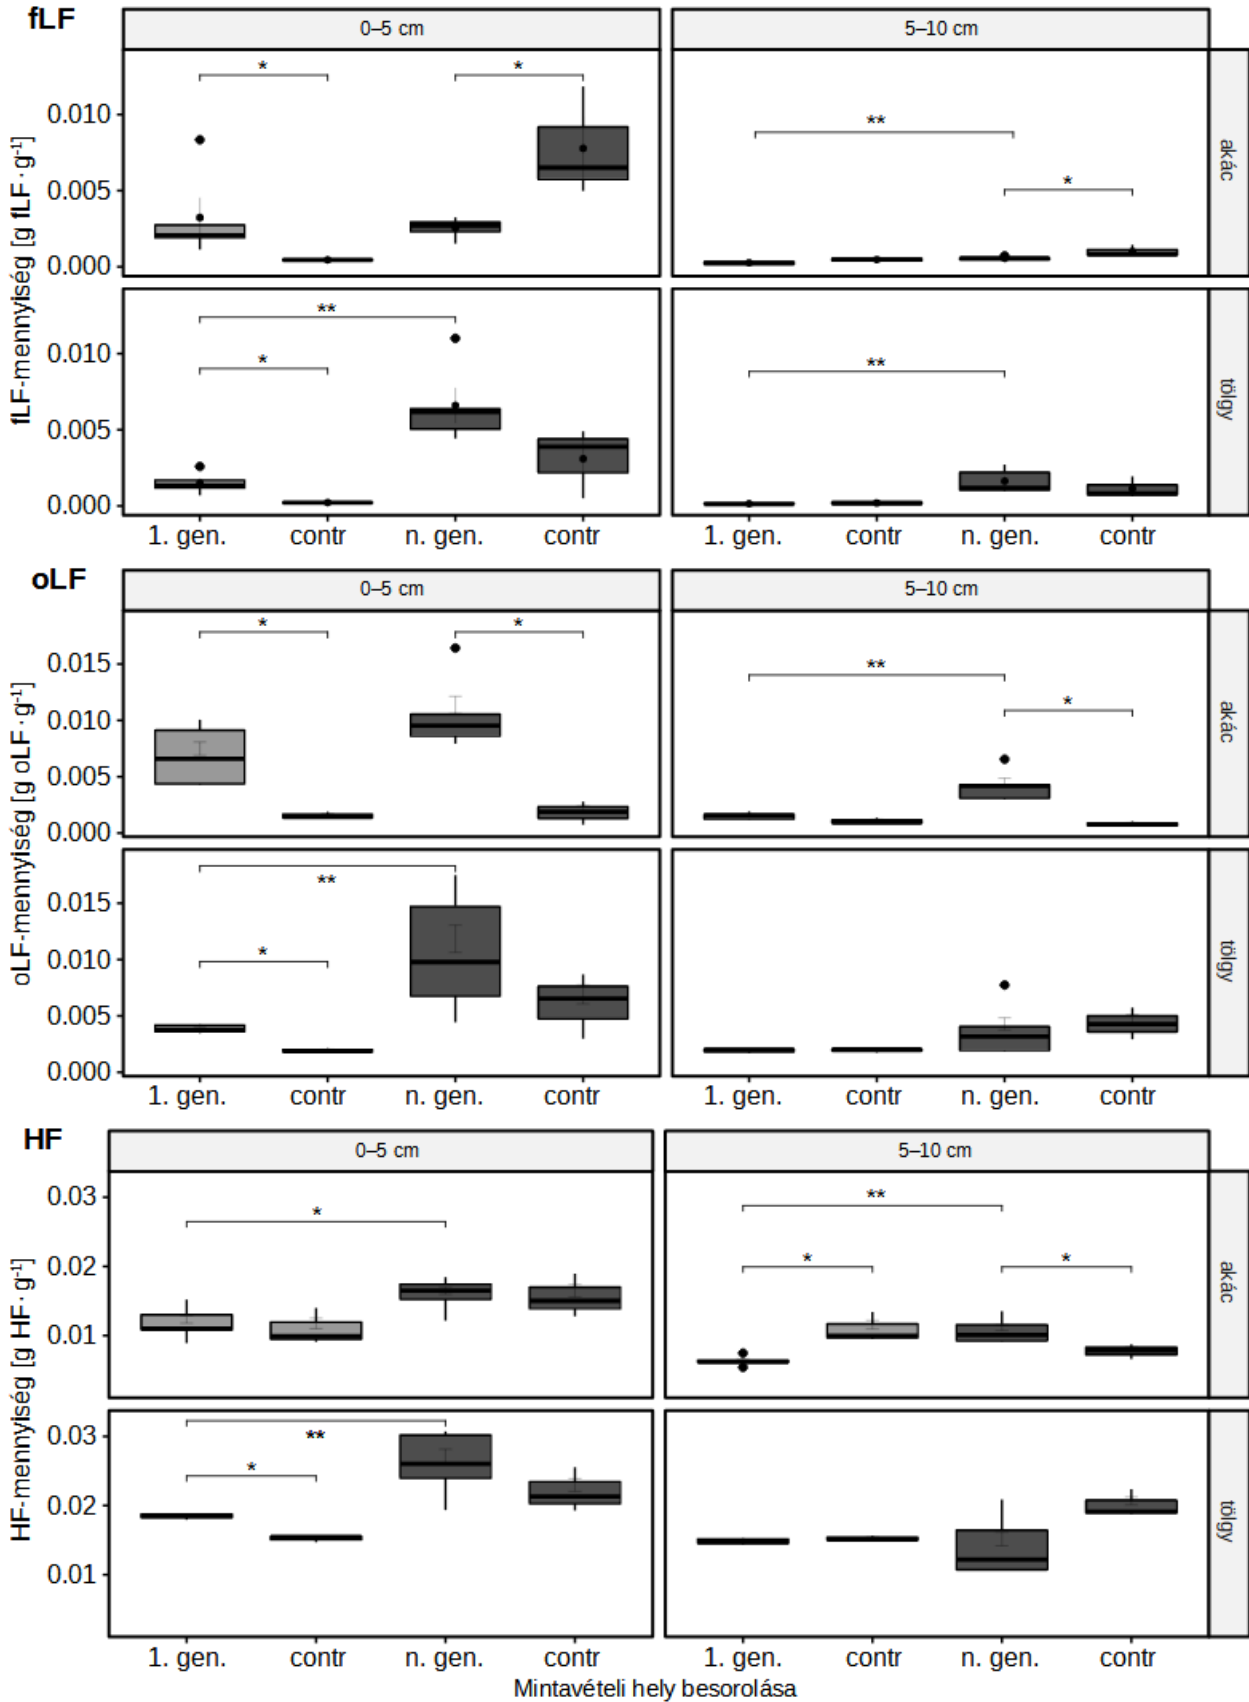 fLF
0–5 cm
5–10 cm
fLF-mennyiség [g fLF · g⁻¹]
0.010
0.005
0.000
*
*
**
*
akác
0.010
0.005
0.000
**
*
**
tölgy
1. gen.
contr
n. gen.
contr
1. gen.
contr
n. gen.
contr
oLF
0–5 cm
5–10 cm
oLF-mennyiség [g oLF · g⁻¹]
0.015
0.010
0.005
0.000
*
*
**
*
akác
0.015
0.010
0.005
0.000
**
*
tölgy
1. gen.
contr
n. gen.
contr
1. gen.
contr
n. gen.
contr
HF
0–5 cm
5–10 cm
HF-mennyiség [g HF · g⁻¹]
0.03
0.02
0.01
*
**
*
*
akác
0.03
0.02
0.01
**
*
tölgy
1. gen.
contr
n. gen.
contr
1. gen.
contr
n. gen.
contr
Mintavételi hely besorolása